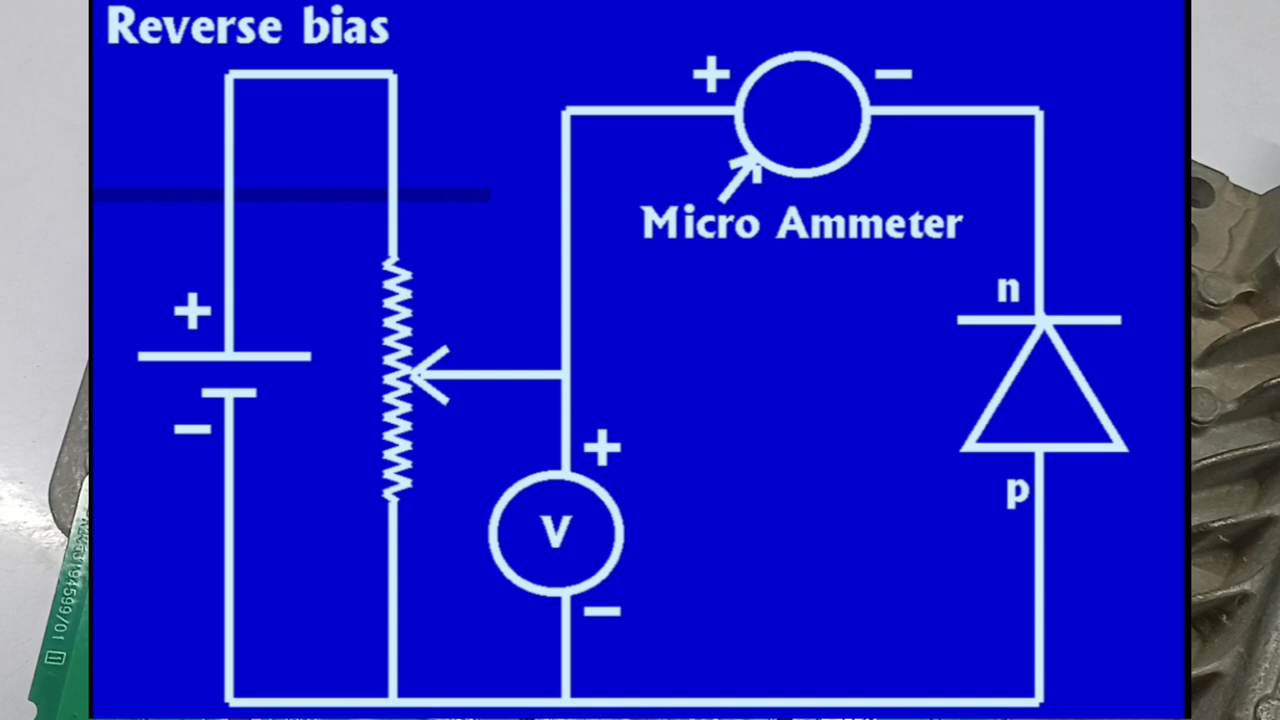 Reverse bias
+ −
Micro Ammeter
n
+
−
+
V
p
−